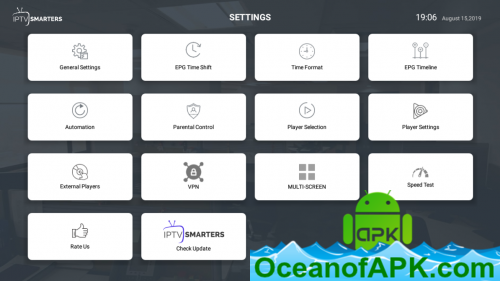 IPTV SMARTERS
SETTINGS
19:06 August 15,2019
General Settings
EPG Time Shift
Time Format
EPG Timeline
Automation
Parental Control
Player Selection
Player Settings
External Players
VPN
MULTI-SCREEN
Speed Test
Rate Us
IPTV SMARTERS
Check Update
apk
OceanofAPK.com